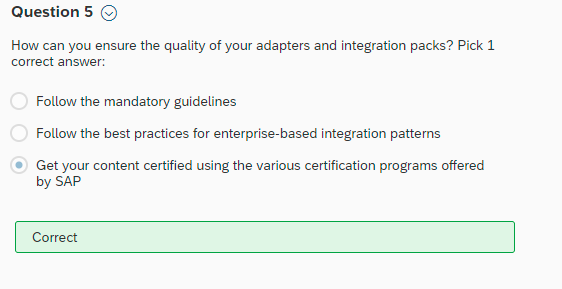 Question 5
How can you ensure the quality of your adapters and integration packs? Pick 1
correct answer:
Follow the mandatory guidelines
Follow the best practices for enterprise-based integration patterns
Get your content certified using the various certification programs offered
by SAP
Correct